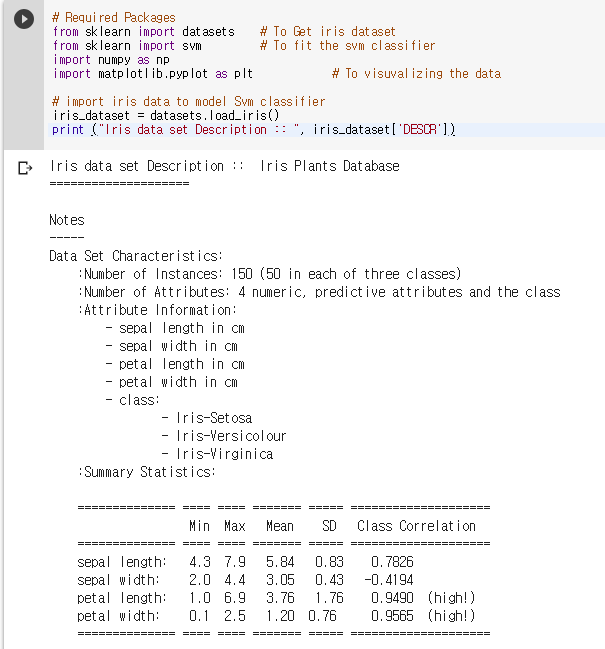 # Required Packages
from sklearn import datasets   # To Get iris dataset
from sklearn import svm        # To fit the svm classifier
import numpy as np
import matplotlib.pyplot as plt           # To visuvalizing the data
# import iris data to model Svm classifier
iris_dataset = datasets.load_iris()
print ("Iris data set Description :: ", iris_dataset['DESCR'])
Iris data set Description ::  Iris Plants Database
====================
Notes
-----
Data Set Characteristics:
    :Number of Instances: 150 (50 in each of three classes)
    :Number of Attributes: 4 numeric, predictive attributes and the class
    :Attribute Information:
        - sepal length in cm
        - sepal width in cm
        - petal length in cm
        - petal width in cm
        - class:
                - Iris-Setosa
                - Iris-Versicolour
                - Iris-Virginica
    :Summary Statistics:
    ============== ==== ==== ======= ===== ====================
                    Min  Max   Mean    SD   Class Correlation
    ============== ==== ==== ======= ===== ====================
    sepal length:   4.3  7.9   5.84   0.83    0.7826
    sepal width:    2.0  4.4   3.05   0.43   -0.4194
    petal length:   1.0  6.9   3.76   1.76    0.9490  (high!)
    petal width:    0.1  2.5   1.20  0.76     0.9565  (high!)
    ============== ==== ==== ======= ===== ====================